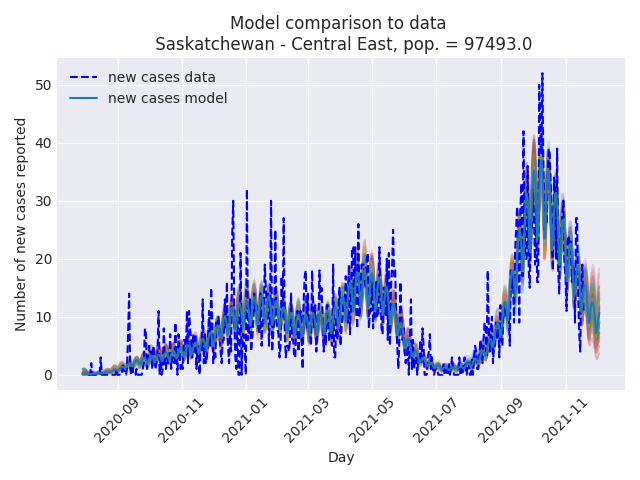 Model comparison to data
Saskatchewan - Central East, pop. = 97493.0
new cases data
new cases model
Number of new cases reported
50
40
30
20
10
0
2020-09
2020-11
2021-01
2021-03
2021-05
2021-07
2021-09
2021-11
Day